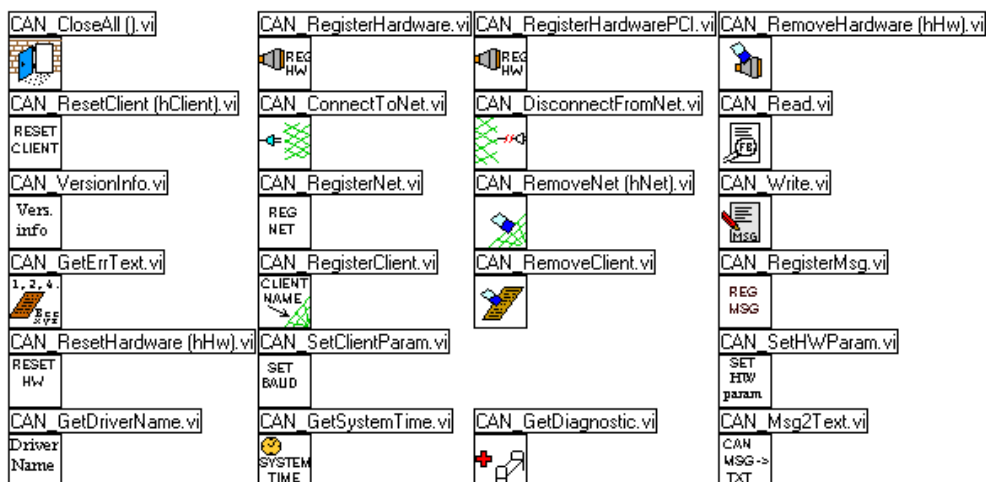 CAN_CloseAll ().vi
CAN_RegisterHardware.vi
CAN_RegisterHardwarePCI.vi
CAN_RemoveHardware (hHw).vi
REG
HW
REG
HW
CAN_ResetClient (hClient).vi
CAN_ConnectToNet.vi
CAN_DisconnectFromNet.vi
CAN_Read.vi
RESET
CLIENT
CAN_VersionInfo.vi
CAN_RegisterNet.vi
CAN_RemoveNet (hNet).vi
CAN_Write.vi
Vers.
info
REG
NET
MSG
CAN_GetErrText.vi
CAN_RegisterClient.vi
CAN_RemoveClient.vi
CAN_RegisterMsg.vi
1,2,4.
CLIENT
NAME
REG
MSG
CAN_ResetHardware (hHw).vi
CAN_SetClientParam.vi
CAN_SetHWParam.vi
RESET
HW
SET
BAUD
SET
HW
param
CAN_GetDriverName.vi
CAN_GetSystemTime.vi
CAN_GetDiagnostic.vi
CAN_Msg2Text.vi
Driver
Name
SYSTEM
TIME
CAN
MSG->
TXT